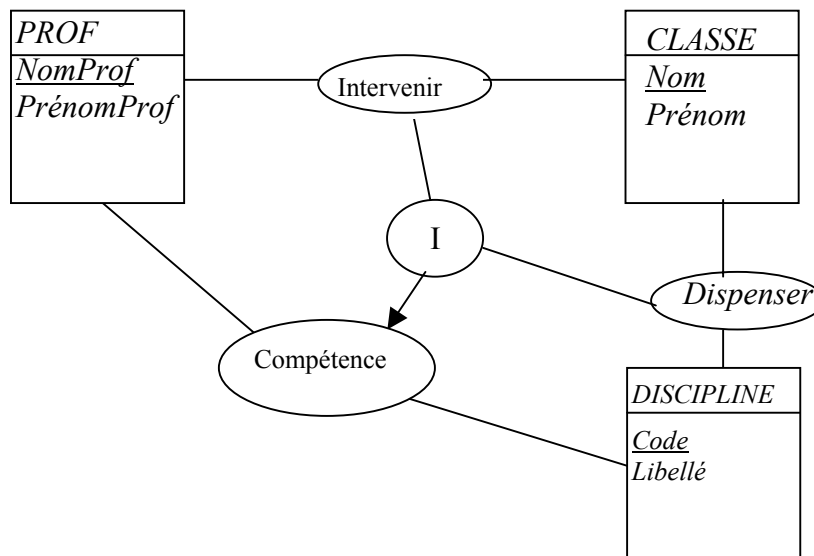 PROF
NomProf
PrénomProf
Intervenir
CLASSE
Nom
Prénom
I
Dispenser
Compétence
DISCIPLINE
Code
Libellé